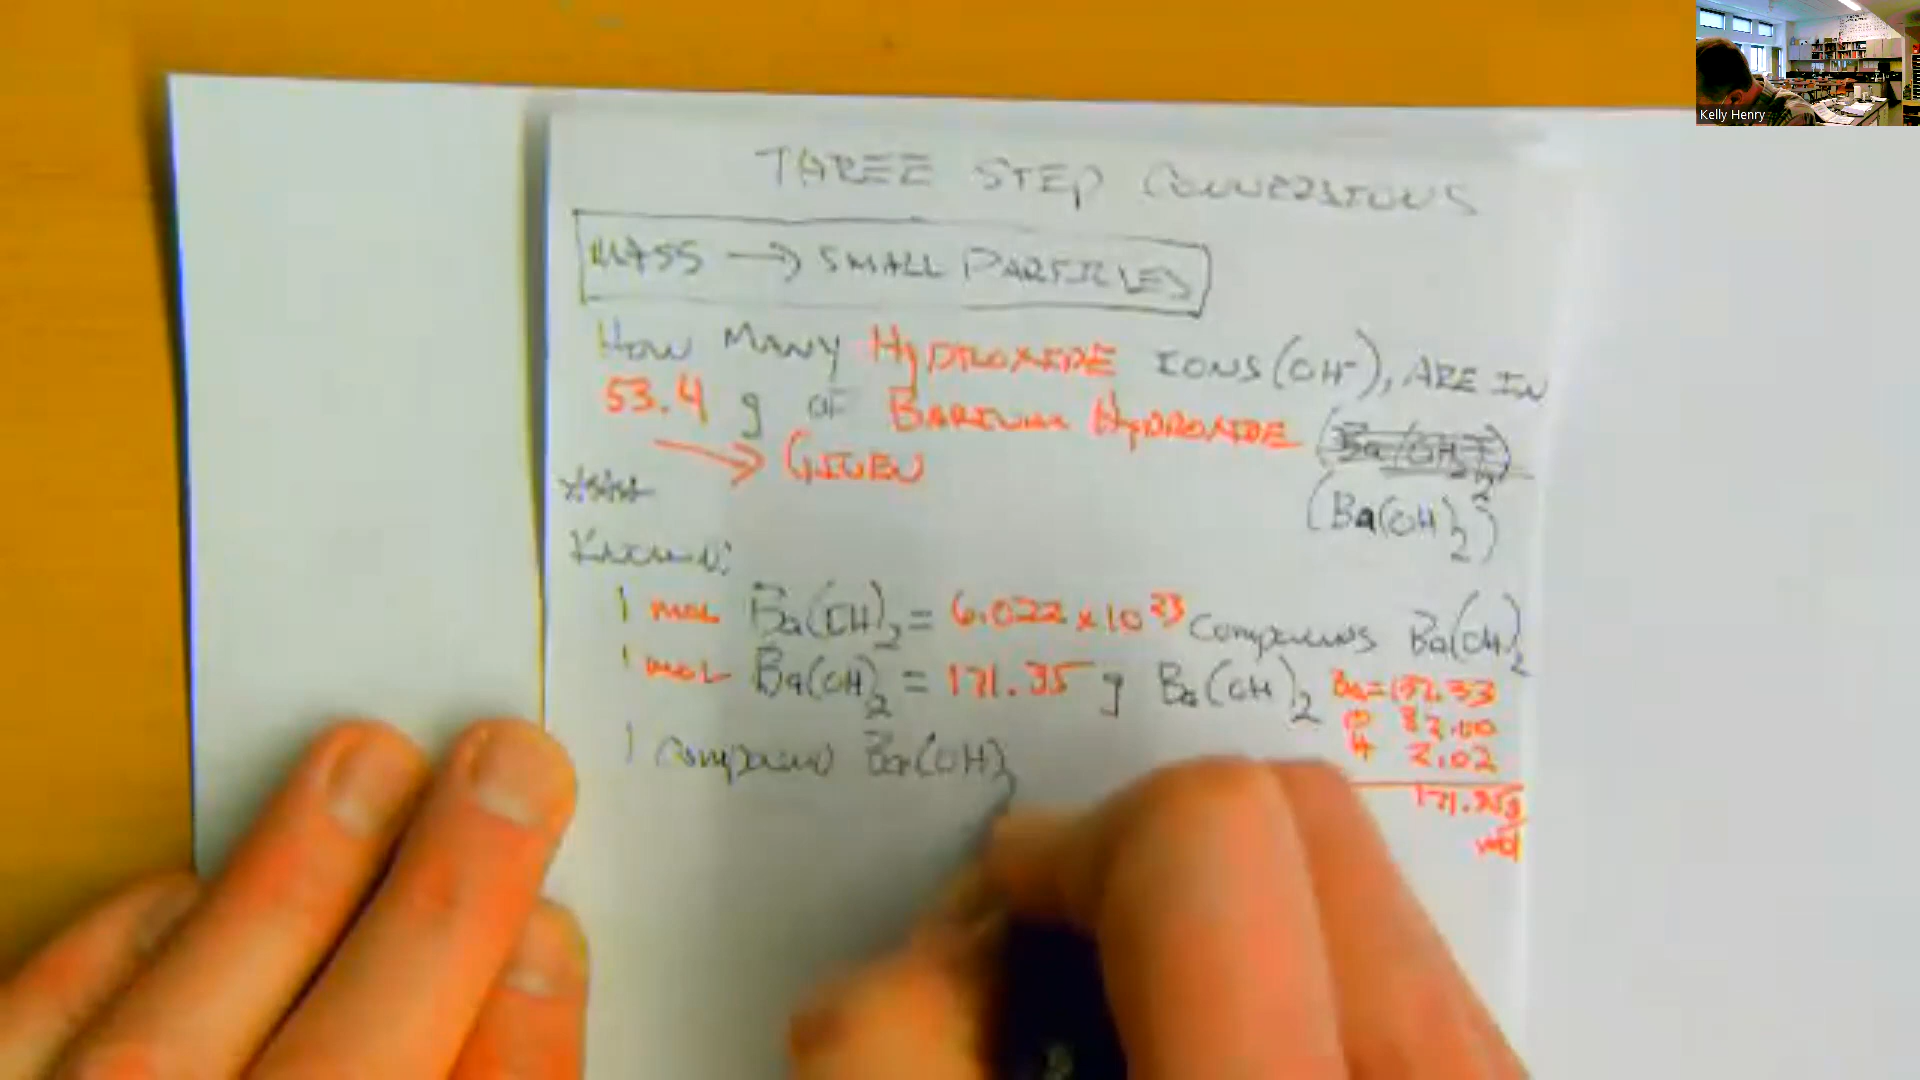 THREE STEP CONVERSIONS
MASS → SMALL PARTICLES
HOW MANY HYDROXIDE IONS (OH⁻), ARE IN
53.4 g OF BARIUM HYDROXIDE
→ GIVEN
(Ba(OH)₂)
KNOWN:
1 mol Ba(OH)₂ = 6.022 x 10²³ compounds Ba(OH)₂
1 mol Ba(OH)₂ = 171.35 g Ba(OH)₂
Ba = 137.33
O 32.00
H 2.02
171.35 g
mol
1 compound Ba(OH)₂
Kelly Henry